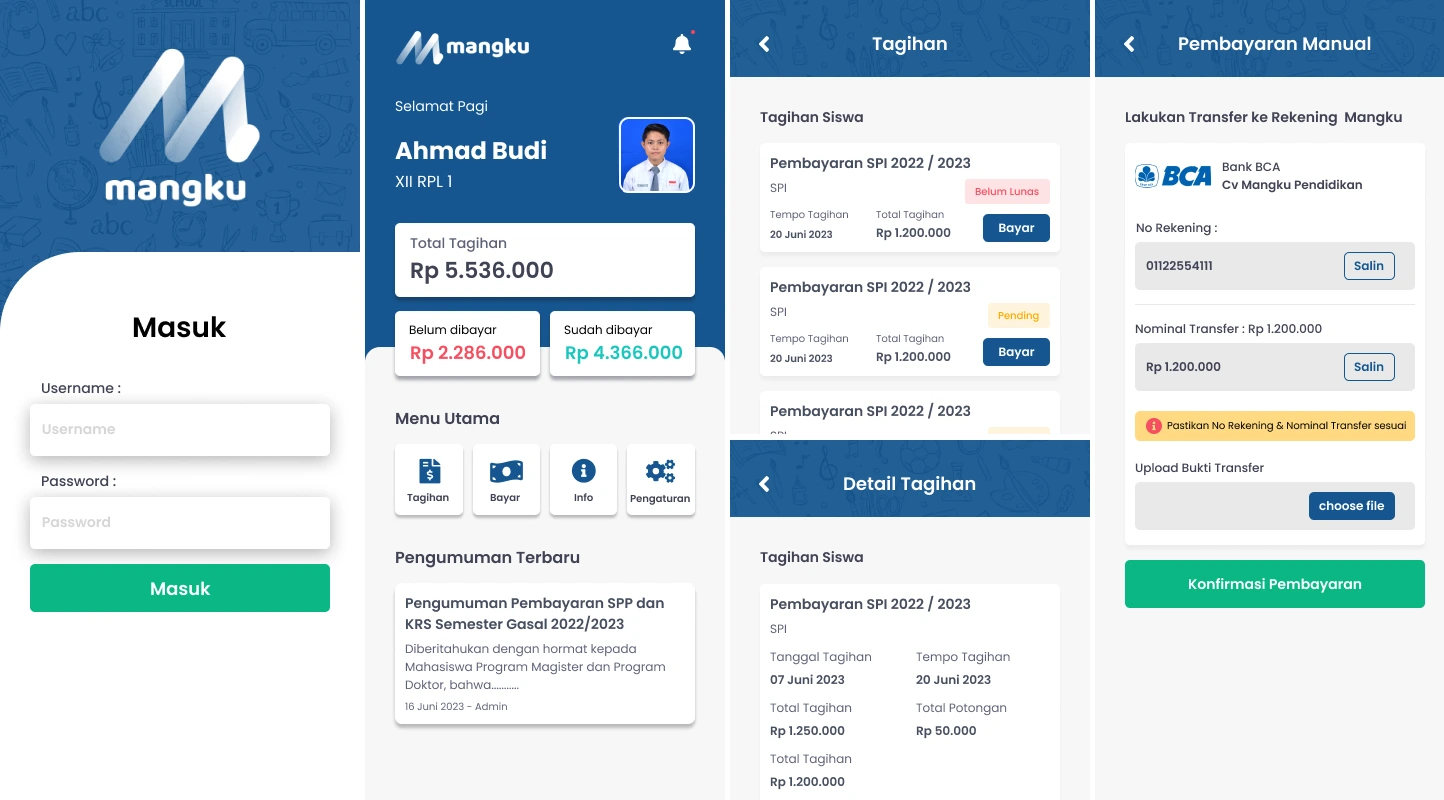 abc
SCHOOL
mangku
abc
Masuk
Username :
Username
Password :
Password
Masuk
mangku
Selamat Pagi
Ahmad Budi
XII RPL 1
Total Tagihan
Rp 5.536.000
Belum dibayar
Rp 2.286.000
Sudah dibayar
Rp 4.366.000
Menu Utama
Tagihan
Bayar
Info
Pengaturan
Pengumuman Terbaru
Pengumuman Pembayaran SPP dan
KRS Semester Gasal 2022/2023
Diberitahukan dengan hormat kepada
Mahasiswa Program Magister dan Program
Doktor, bahwa...........
16 Juni 2023 - Admin
Tagihan
Tagihan Siswa
Pembayaran SPI 2022 / 2023
SPI
Belum Lunas
Tempo Tagihan
20 Juni 2023
Total Tagihan
Rp 1.200.000
Bayar
Pembayaran SPI 2022 / 2023
SPI
Pending
Tempo Tagihan
20 Juni 2023
Total Tagihan
Rp 1.200.000
Bayar
Pembayaran SPI 2022 / 2023
SPI
Detail Tagihan
Tagihan Siswa
Pembayaran SPI 2022 / 2023
SPI
Tanggal Tagihan
07 Juni 2023
Tempo Tagihan
20 Juni 2023
Total Tagihan
Rp 1.250.000
Total Potongan
Rp 50.000
Total Tagihan
Rp 1.200.000
Pembayaran Manual
Lakukan Transfer ke Rekening Mangku
BCA
Bank BCA
Cv Mangku Pendidikan
No Rekening :
01122554111
Salin
Nominal Transfer : Rp 1.200.000
Rp 1.200.000
Salin
Pastikan No Rekening & Nominal Transfer sesuai
Upload Bukti Transfer
choose file
Konfirmasi Pembayaran